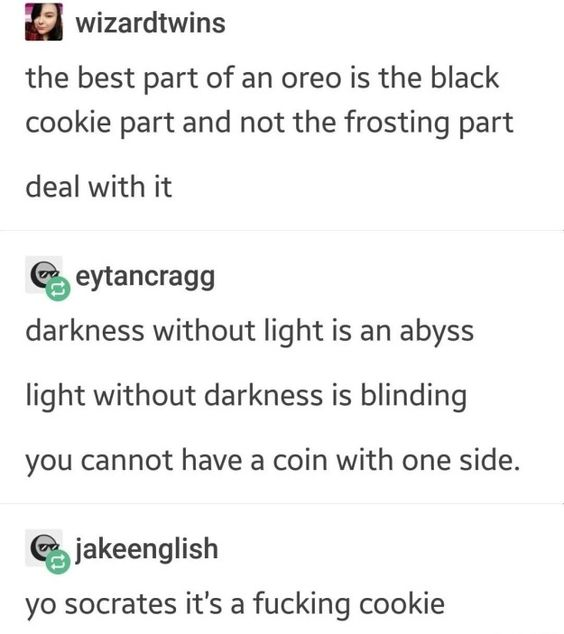 wizardtwins
the best part of an oreo is the black
cookie part and not the frosting part
deal with it
eytancragg
darkness without light is an abyss
light without darkness is blinding
you cannot have a coin with one side.
jakeenglish
yo socrates it's a fucking cookie